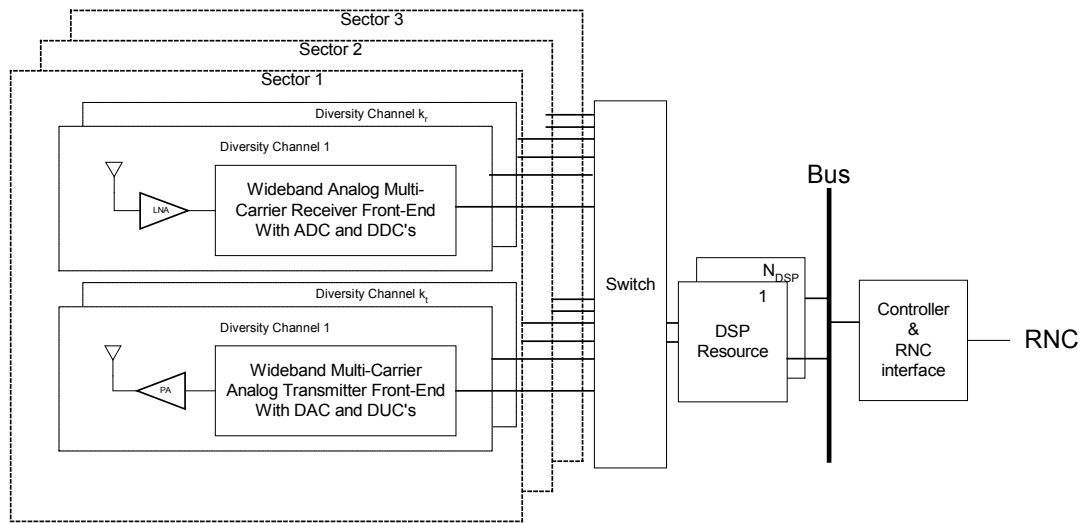 Sector 3
Sector 2
Sector 1
Diversity Channel kr
Diversity Channel 1
LNA
Wideband Analog Multi-
Carrier Receiver Front-End
With ADC and DDC's
Diversity Channel kt
Diversity Channel 1
PA
Wideband Multi-Carrier
Analog Transmitter Front-End
With DAC and DUC's
Switch
NDSP
1
DSP
Resource
Bus
Controller
&
RNC
interface
RNC